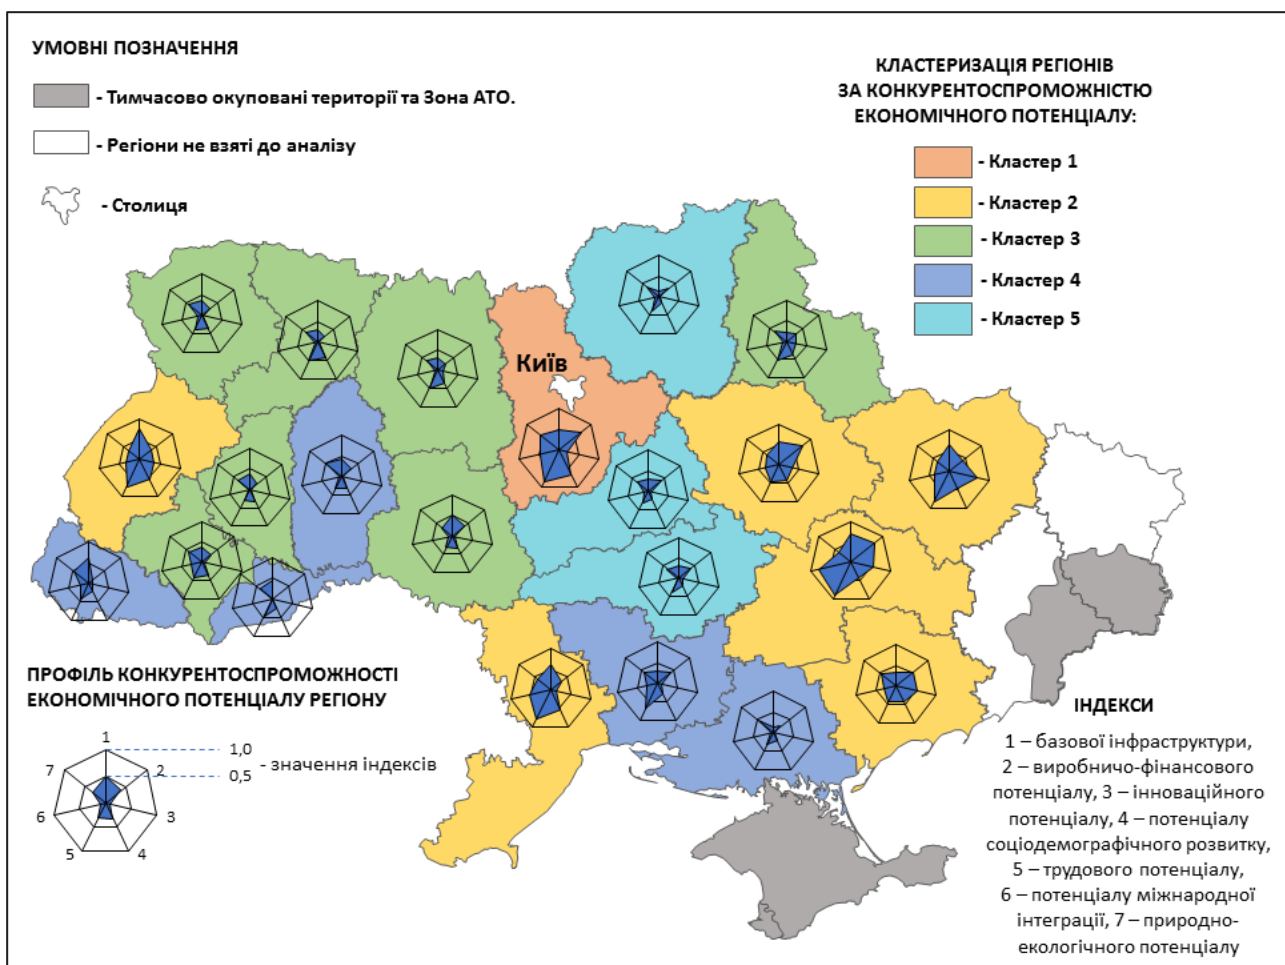 УМОВНІ ПОЗНАЧЕННЯ
- Тимчасово окуповані території та Зона АТО.
- Регіони не взяті до аналізу
- Столиця
КЛАСТЕРИЗАЦІЯ РЕГІОНІВ
ЗА КОНКУРЕНТОСПРОМОЖНІСТЮ
ЕКОНОМІЧНОГО ПОТЕНЦІАЛУ:
- Кластер 1
- Кластер 2
- Кластер 3
- Кластер 4
- Кластер 5
Київ
ПРОФІЛЬ КОНКУРЕНТОСПРОМОЖНОСТІ
ЕКОНОМІЧНОГО ПОТЕНЦІАЛУ РЕГІОНУ
1
2
3
4
5
6
7
1,0
0,5
- значення індексів
ІНДЕКСИ
1 – базової інфраструктури,
2 – виробничо-фінансового
потенціалу, 3 – інноваційного
потенціалу, 4 – потенціалу
соціодемографічного розвитку,
5 – трудового потенціалу,
6 – потенціалу міжнародної
інтеграції, 7 – природно-
екологічного потенціалу